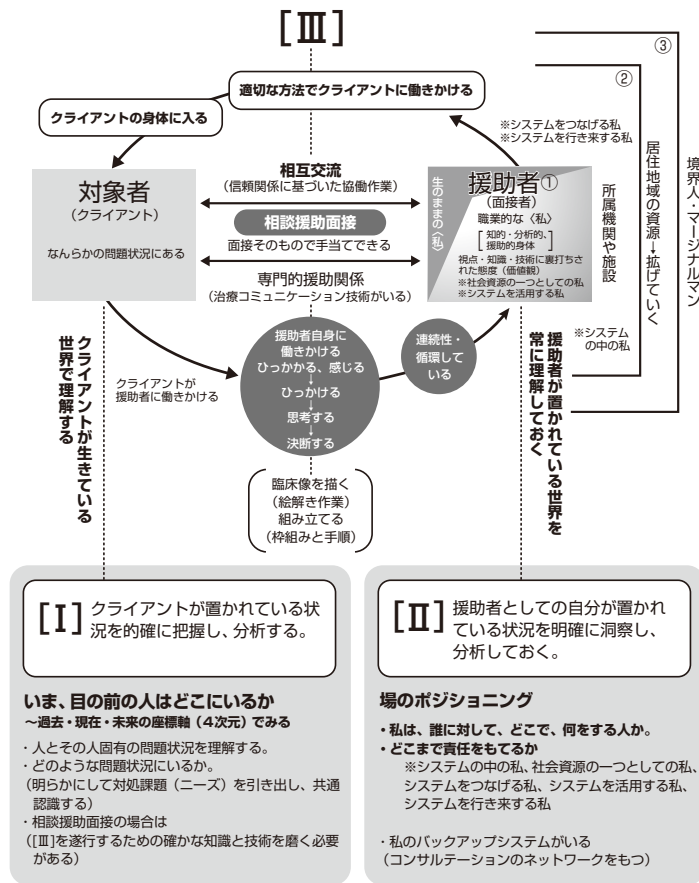 [Ⅲ]
③
②
適切な方法でクライアントに働きかける
クライアントの身体に入る
※システムをつなげる私
※システムを行き来する私
対象者
（クライアント）
なんらかの問題状況にある
相互交流
（信頼関係に基づいた協働作業）
相談援助面接
面接そのもので手当てできる
専門的援助関係
（治療コミュニケーション技術がいる）
生のままの〈私〉
援助者①
（面接者）
職業的な〈私〉
[知的・分析的、
援助的身体]
視点・知識・技術に裏打ちさ
れた態度（価値観）
※社会資源の一つとしての私
※システムを活用する私
所属機関や施設
居住地域の資源→拡げていく
境界人・マージナルマン
※システム
の中の私
クライアントが生きている
世界で理解する
クライアントが
援助者に働きかける
援助者自身に
働きかける
ひっかかる、感じる
↓
ひっかける
↓
思考する
↓
決断する
連続性・
循環して
いる
援助者が置かれている世界を
常に理解しておく
臨床像を描く
（絵解き作業）
組み立てる
（枠組みと手順）
[Ⅰ] クライアントが置かれている状
況を的確に把握し、分析する。
いま、目の前の人はどこにいるか
～過去・現在・未来の座標軸（４次元）でみる
・人とその人固有の問題状況を理解する。
・どのような問題状況にいるか。
（明らかにして対処課題（ニーズ）を引き出し、共通
認識する）
・相談援助面接の場合は
（[Ⅲ]を遂行するための確かな知識と技術を磨く必要
がある）
[Ⅱ] 援助者としての自分が置かれ
ている状況を明確に洞察し、
分析しておく。
場のポジショニング
・私は、誰に対して、どこで、何をする人か。
・どこまで責任をもてるか
※システムの中の私、社会資源の一つとしての私、
システムをつなげる私、システムを活用する私、
システムを行き来する私
・私のバックアップシステムがいる
（コンサルテーションのネットワークをもつ）